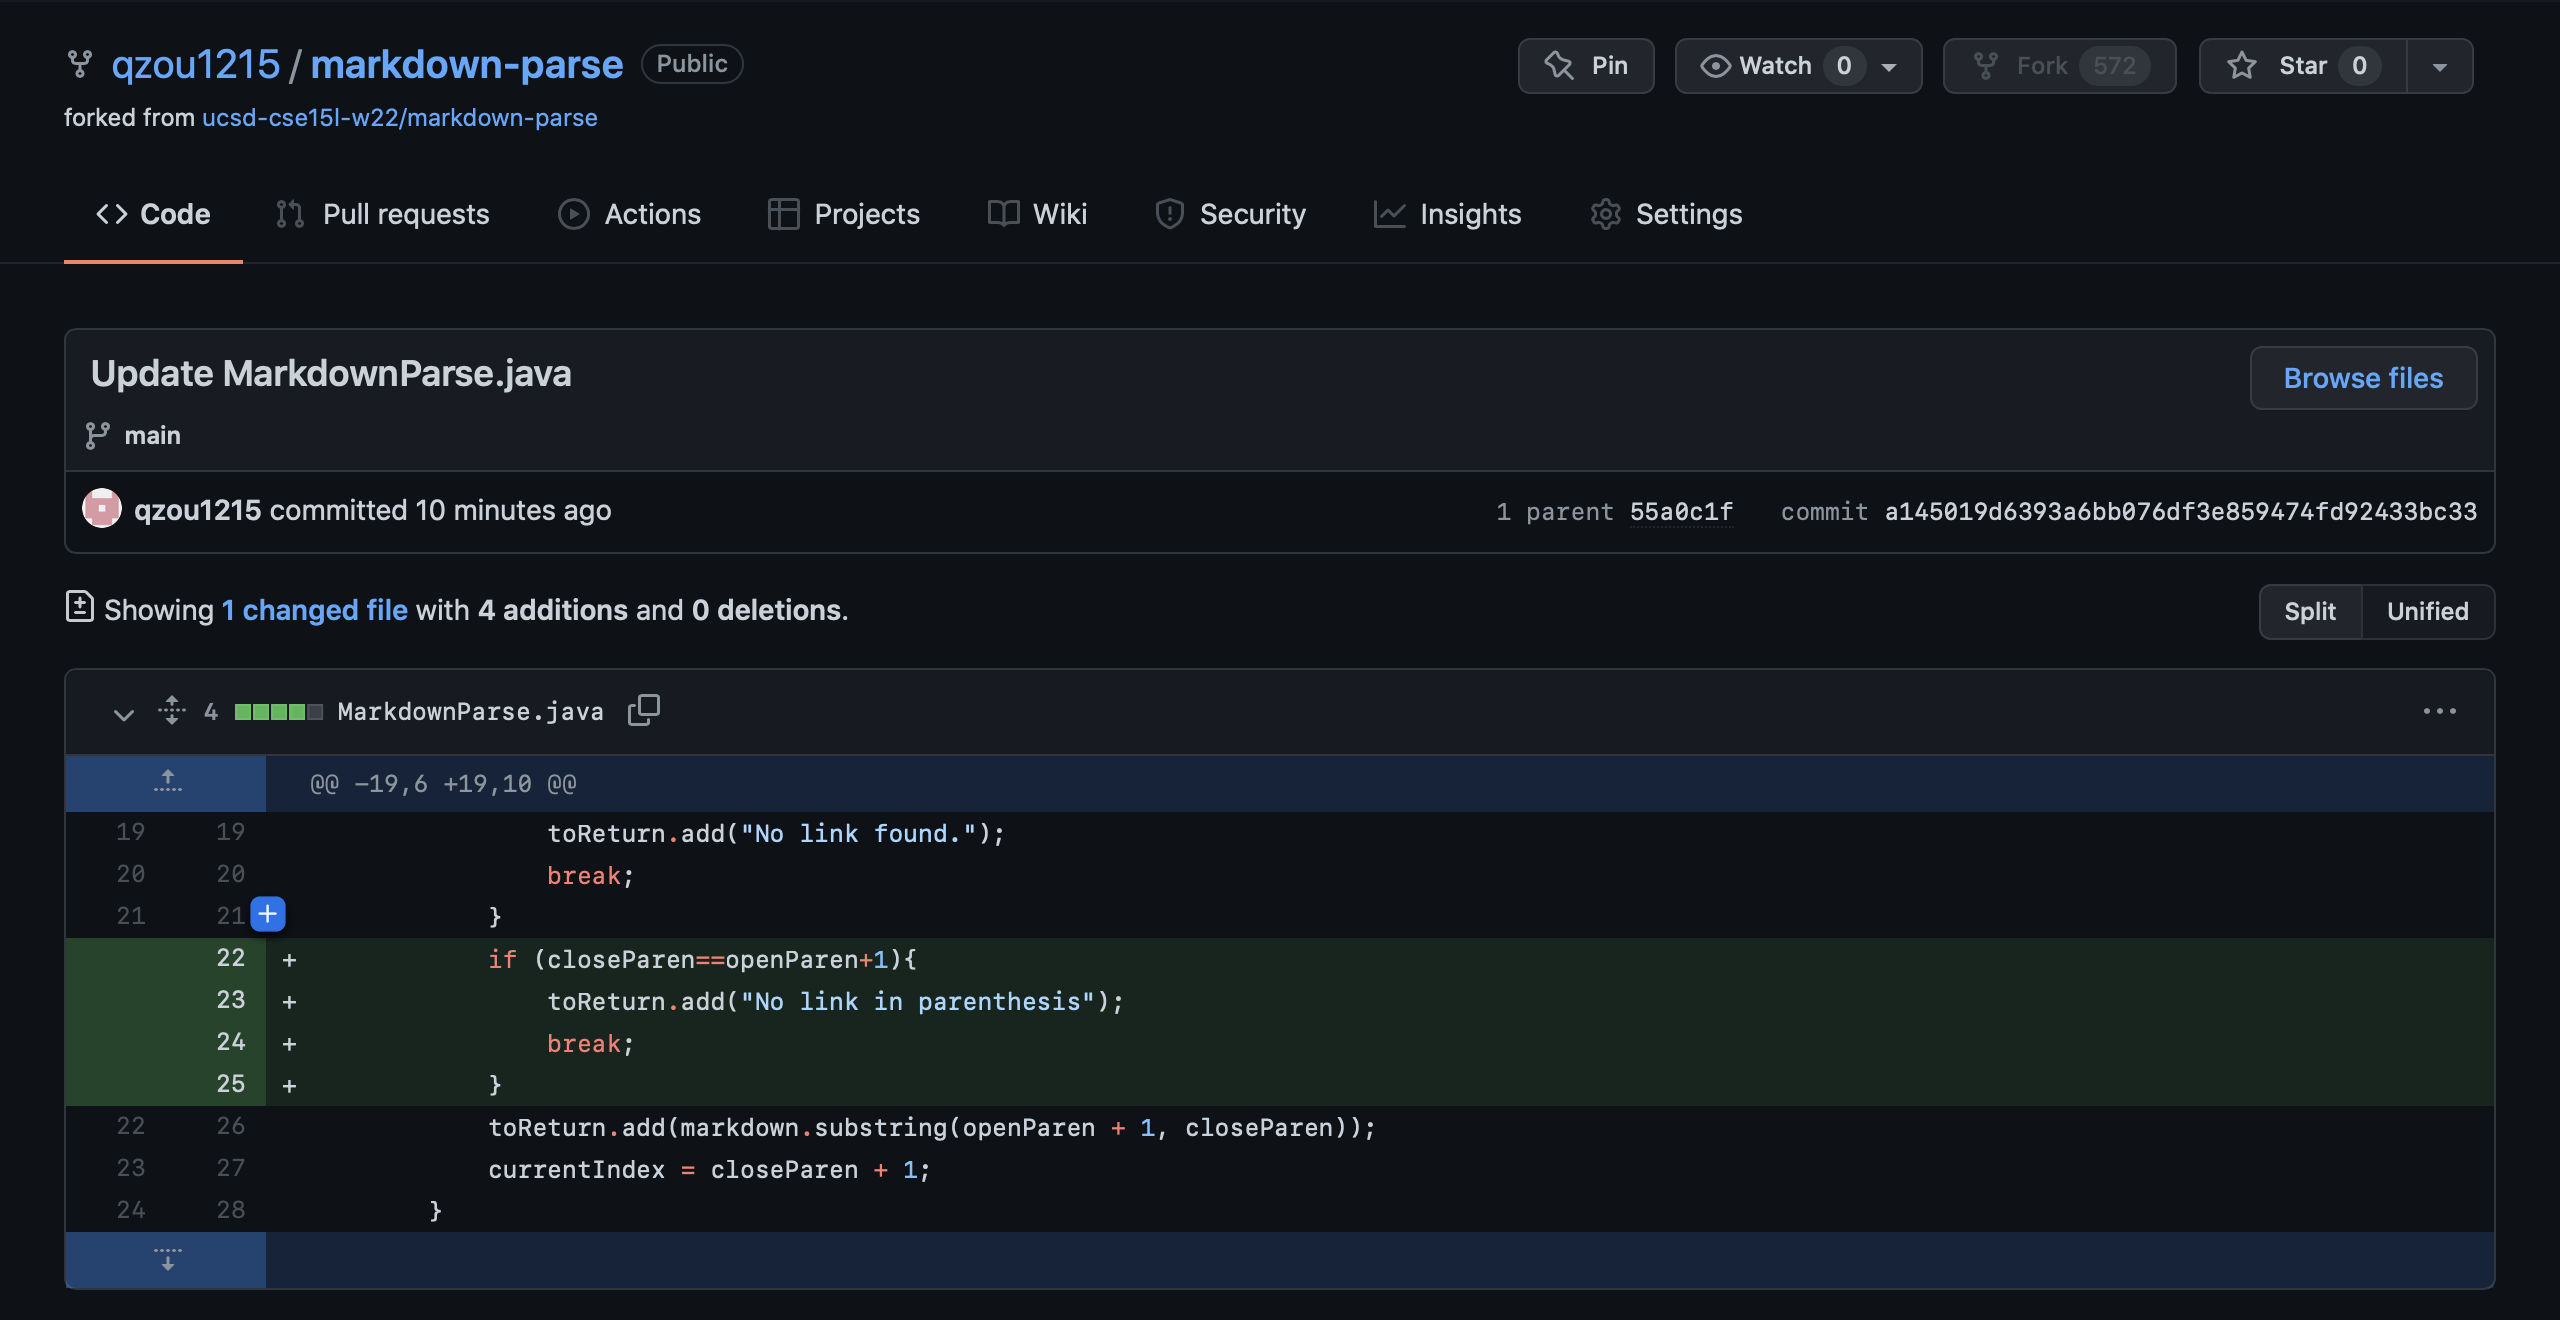 qzou1215 / markdown-parse Public Pin Watch 0 Fork 572 Star 0
forked from ucsd-cse15l-w22/markdown-parse
Code Pull requests Actions Projects Wiki Security Insights Settings
Update MarkdownParse.java Browse files
main
qzou1215 committed 10 minutes ago 1 parent 55a0c1f commit a145019d6393a6bb076df3e859474fd92433bc33
Showing 1 changed file with 4 additions and 0 deletions. Split Unified
4 MarkdownParse.java
@@ -19,6 +19,10 @@
19 19 toReturn.add("No link found.");
20 20 break;
21 21 }
22 + if (closeParen==openParen+1){
23 + toReturn.add("No link in parenthesis");
24 + break;
25 + }
22 26 toReturn.add(markdown.substring(openParen + 1, closeParen));
23 27 currentIndex = closeParen + 1;
24 28 }